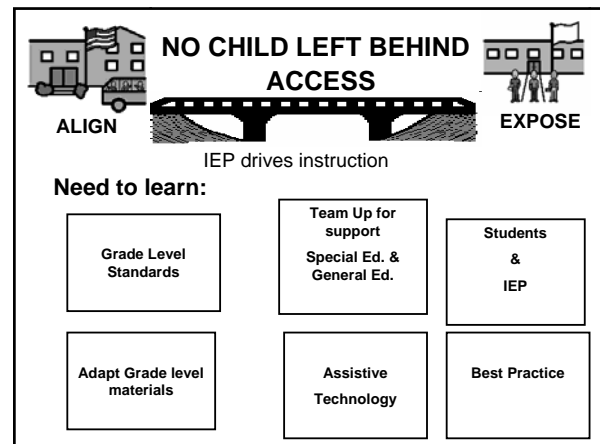 NO CHILD LEFT BEHIND
ACCESS
ALIGN
EXPOSE
IEP drives instruction
Need to learn:
Grade Level
Standards
Team Up for
support
Special Ed. &
General Ed.
Students
&
IEP
Adapt Grade level
materials
Assistive
Technology
Best Practice